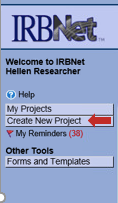 IRBNet
Welcome to IRBNet
Hellen Researcher
Help
My Projects
Create New Project
My Reminders (38)
Other Tools
Forms and Templates